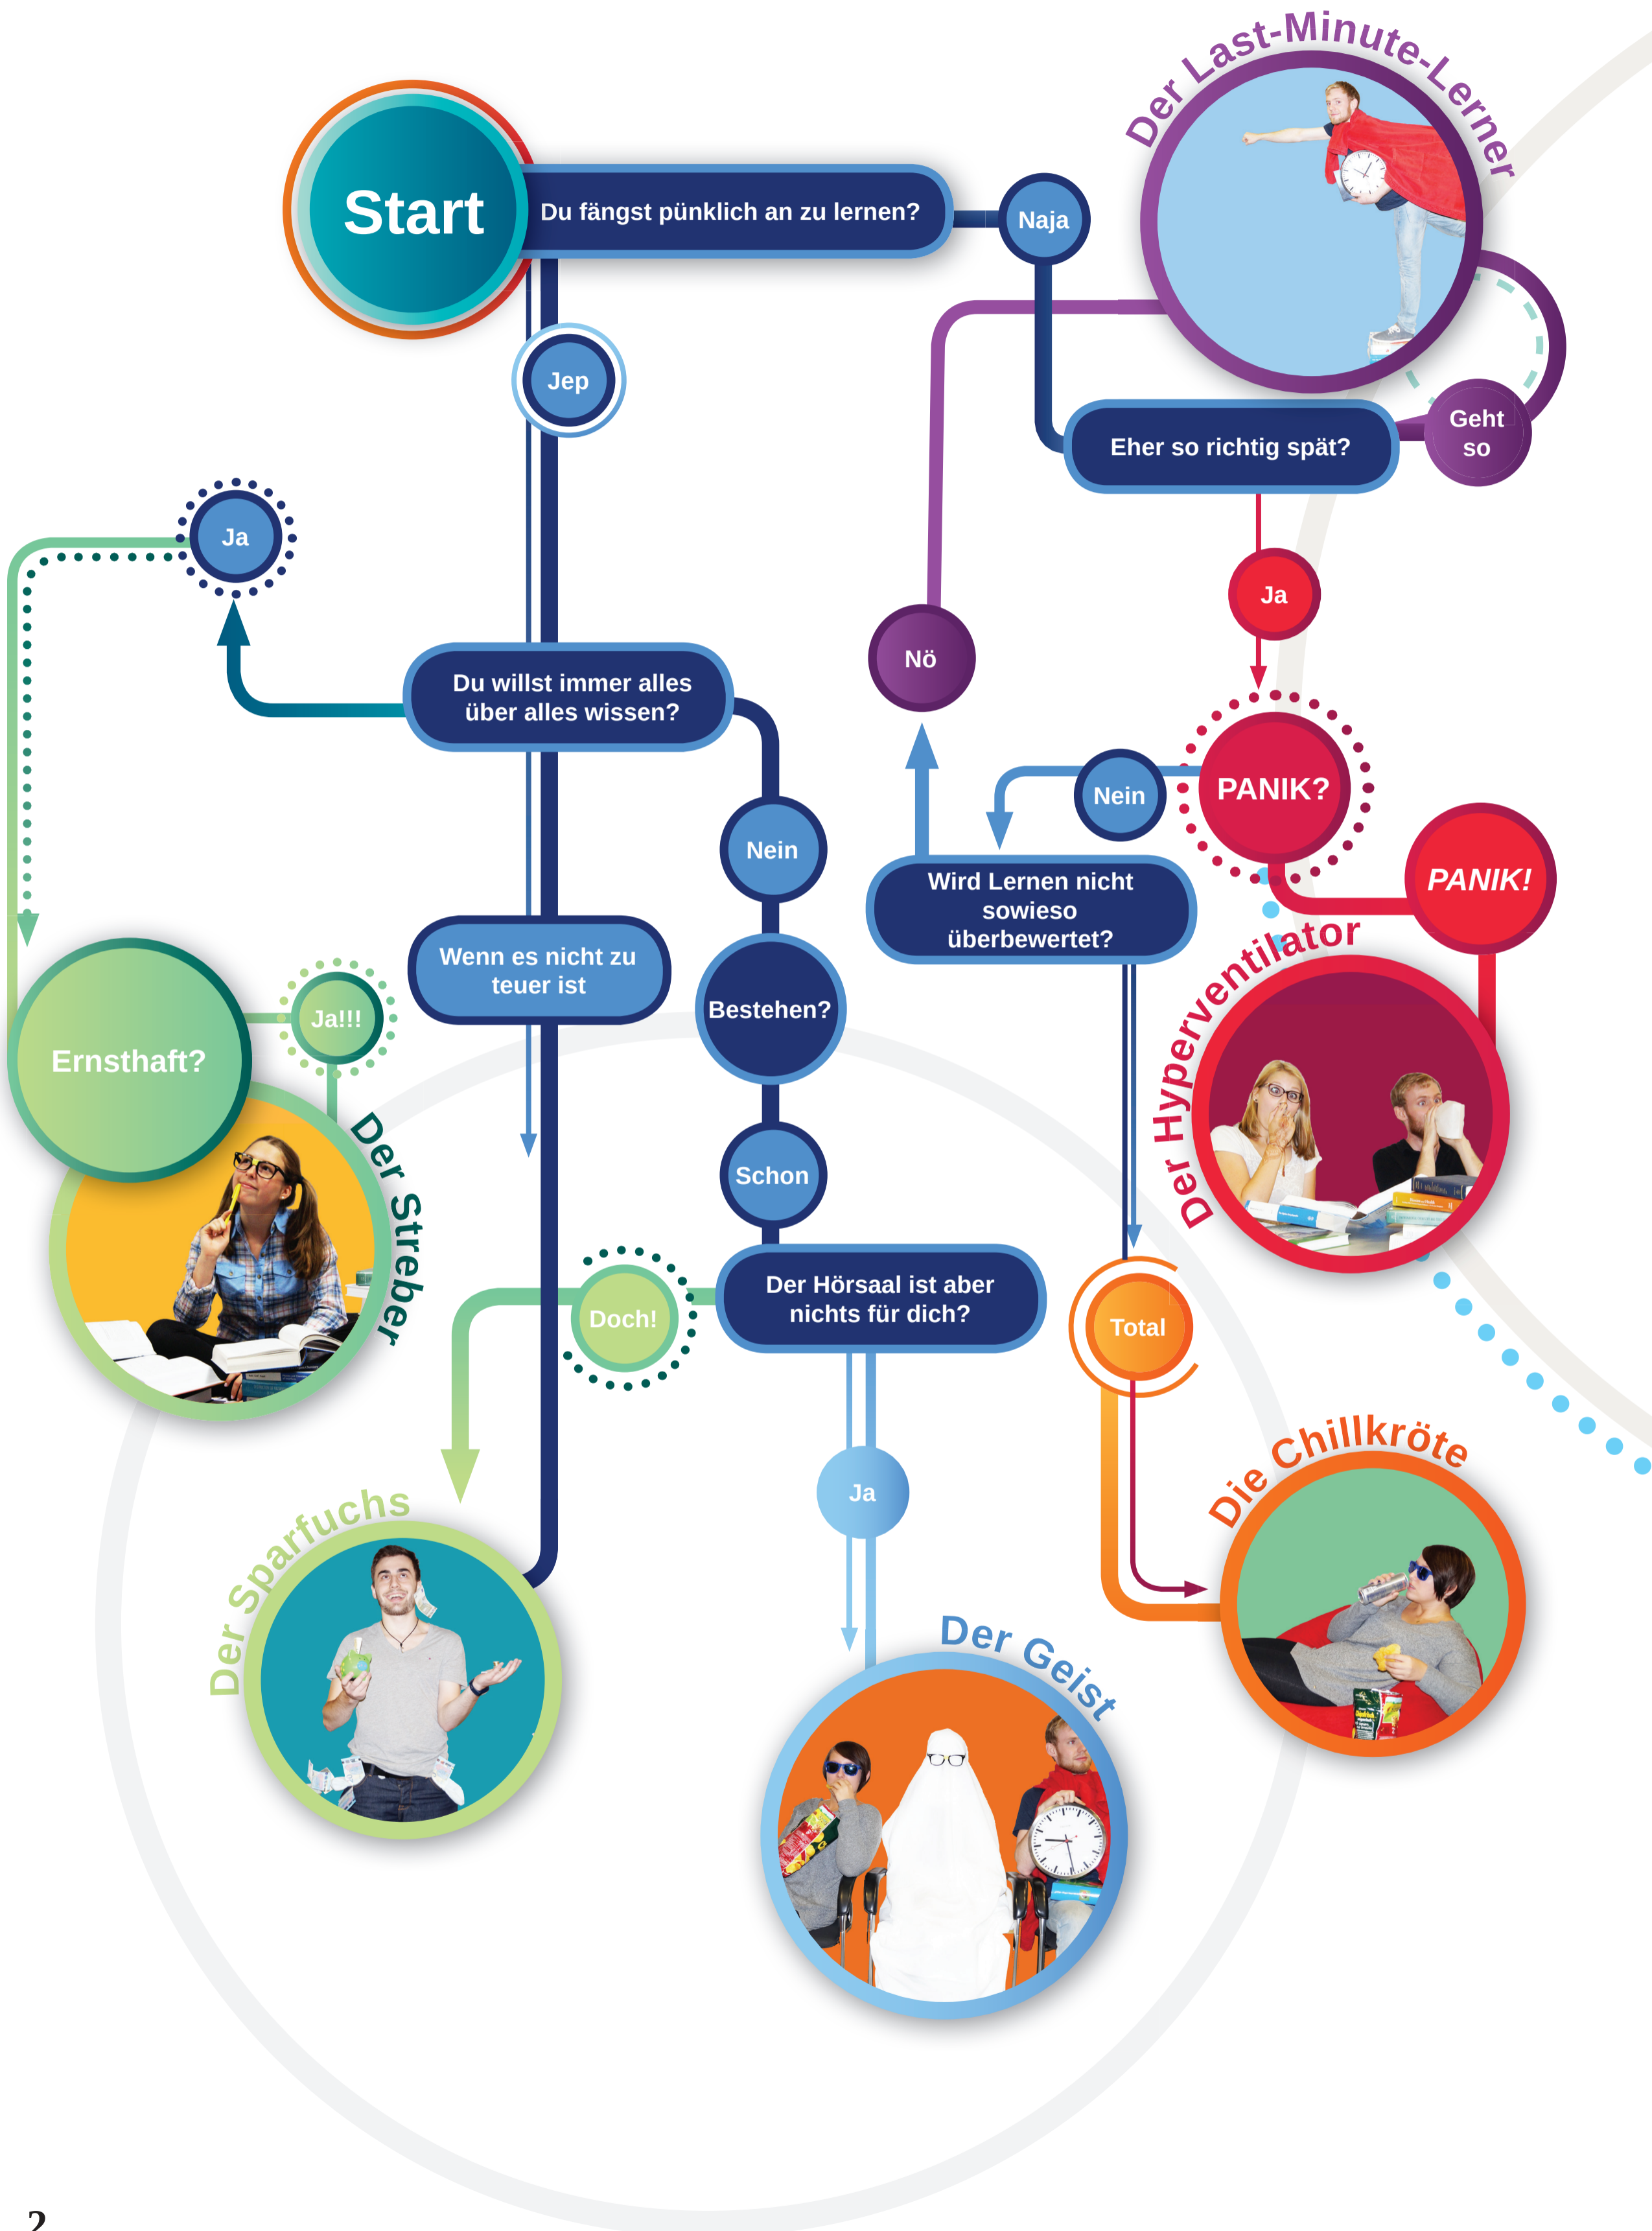 Der Last-Minute-Lerner
Start
Du fängst pünklich an zu lernen?
Naja
Jep
Geht
so
Eher so richtig spät?
Ja
Ja
Nö
Du willst immer alles
über alles wissen?
PANIK?
Nein
Nein
PANIK!
Wird Lernen nicht
sowieso
überbewertet?
Wenn es nicht zu
teuer ist
Bestehen?
Der Hyperventilator
Ja!!!
Ernsthaft?
Der Streber
Schon
Der Hörsaal ist aber
nichts für dich?
Doch!
Total
Die Chillkröte
Ja
Der Sparfuchs
Der Geist
2